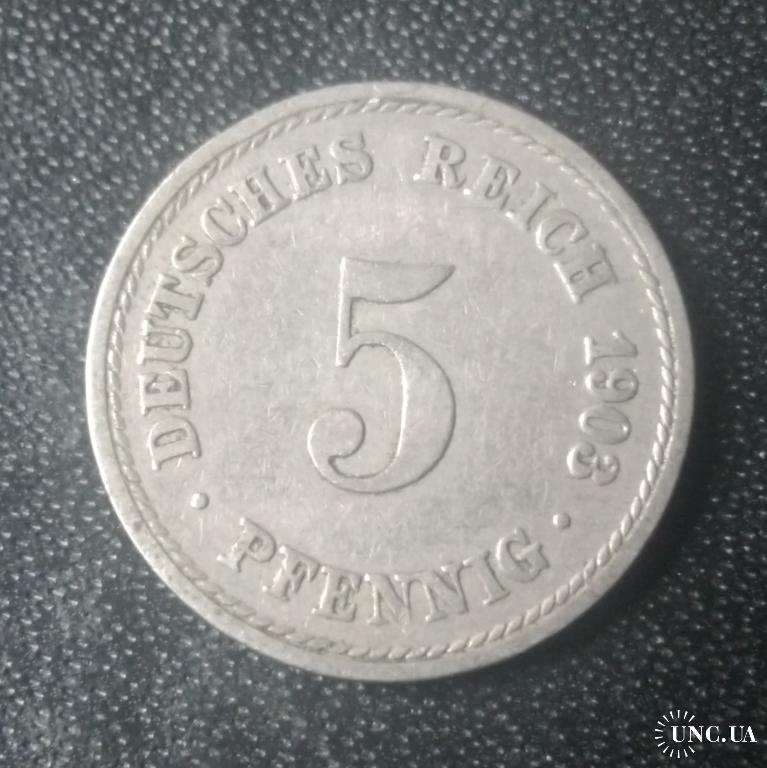 DEUTSCHES REICH 1903
5
· PFENNIG ·
UNC.UA